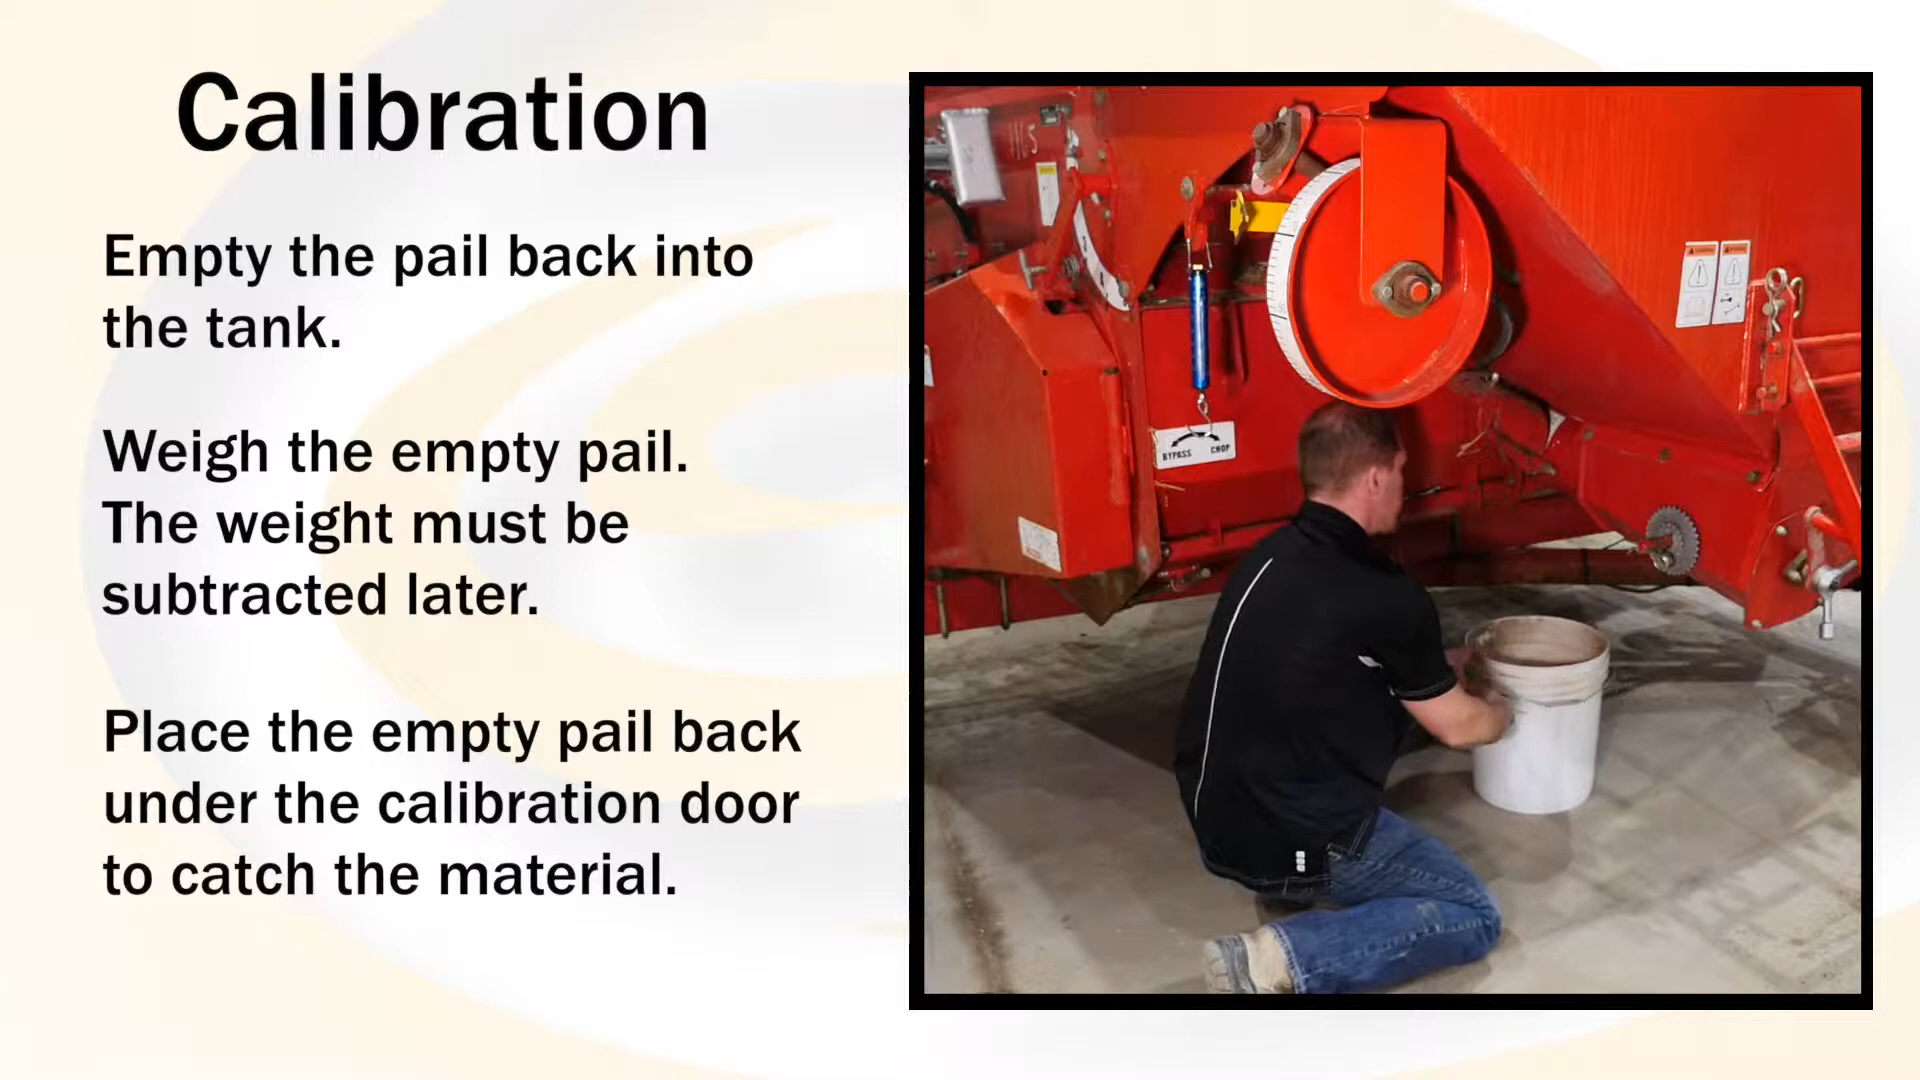 Calibration
Empty the pail back into
the tank.
Weigh the empty pail.
The weight must be
subtracted later.
Place the empty pail back
under the calibration door
to catch the material.
BYPASS CHOP